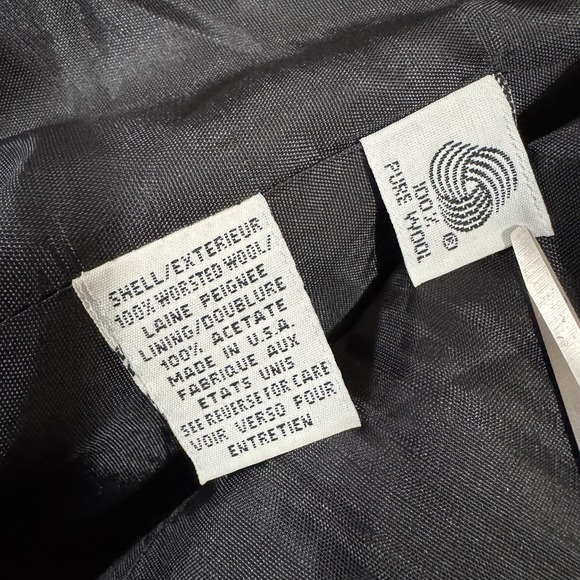 SHELL/EXTERIEUR
100% WORSTED WOOL/
LAINE PEIGNEE
LINING/DOUBLURE
100% ACETATE
MADE IN U.S.A.
FABRIQUE AUX
ETATS UNIS
SEE REVERSE FOR CARE
VOIR VERSO POUR
ENTRETIEN
100% ®
PURE WOOL